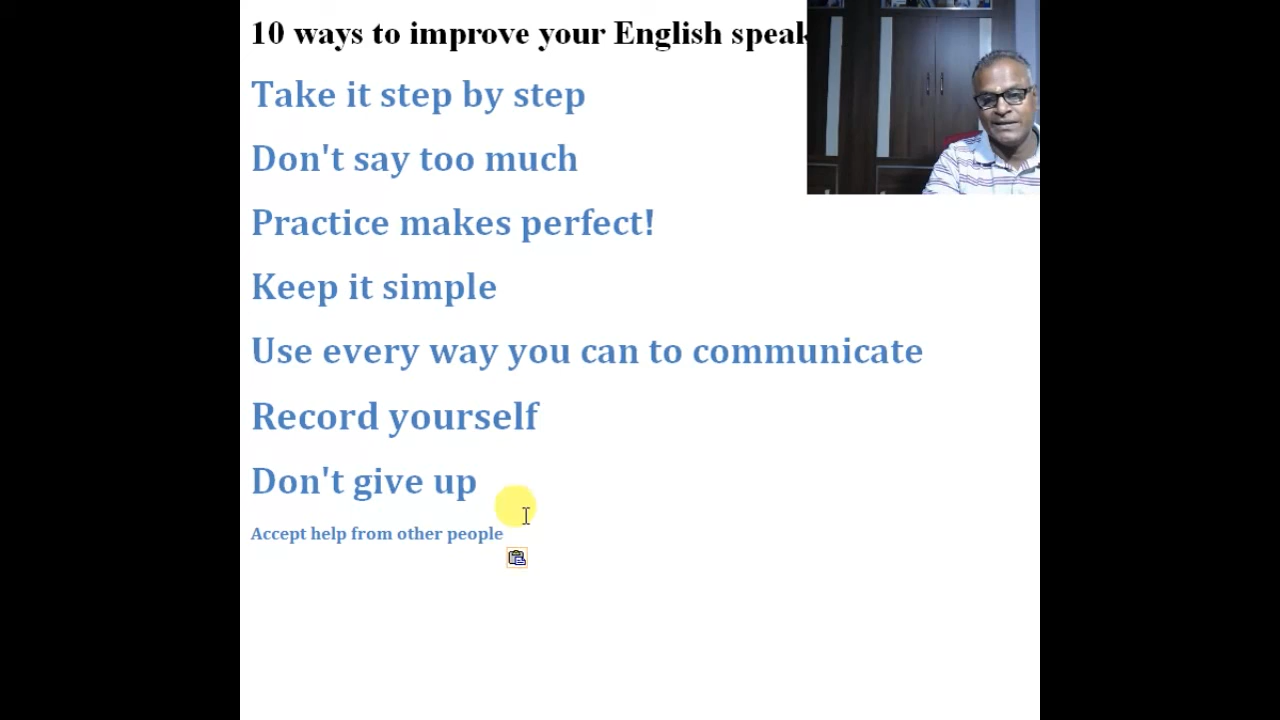 10 ways to improve your English speak
Take it step by step
Don't say too much
Practice makes perfect!
Keep it simple
Use every way you can to communicate
Record yourself
Don't give up
Accept help from other people